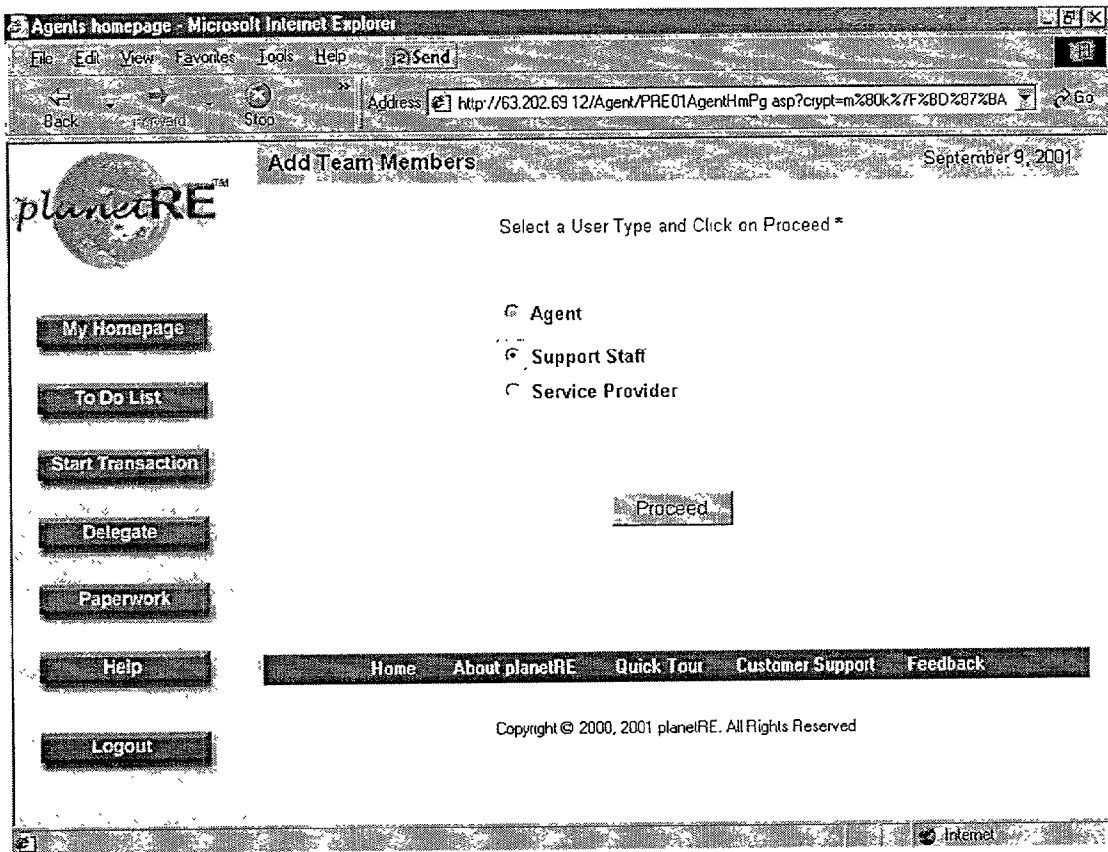 Agents homepage - Microsoft Internet Explorer
File Edit View Favorites Tools Help Send
Back Forward Stop » Address http://63.202.69 12/Agent/PRE01AgentHmPg asp?crypt=m%80k%7F%BD%87%BA Go
planetRE™
Add Team Members September 9, 2001
Select a User Type and Click on Proceed *
Agent
Support Staff
Service Provider
Proceed
My Homepage
To Do List
Start Transaction
Delegate
Paperwork
Help
Logout
Home About planetRE Quick Tour Customer Support Feedback
Copyright © 2000, 2001 planetRE. All Rights Reserved
Internet